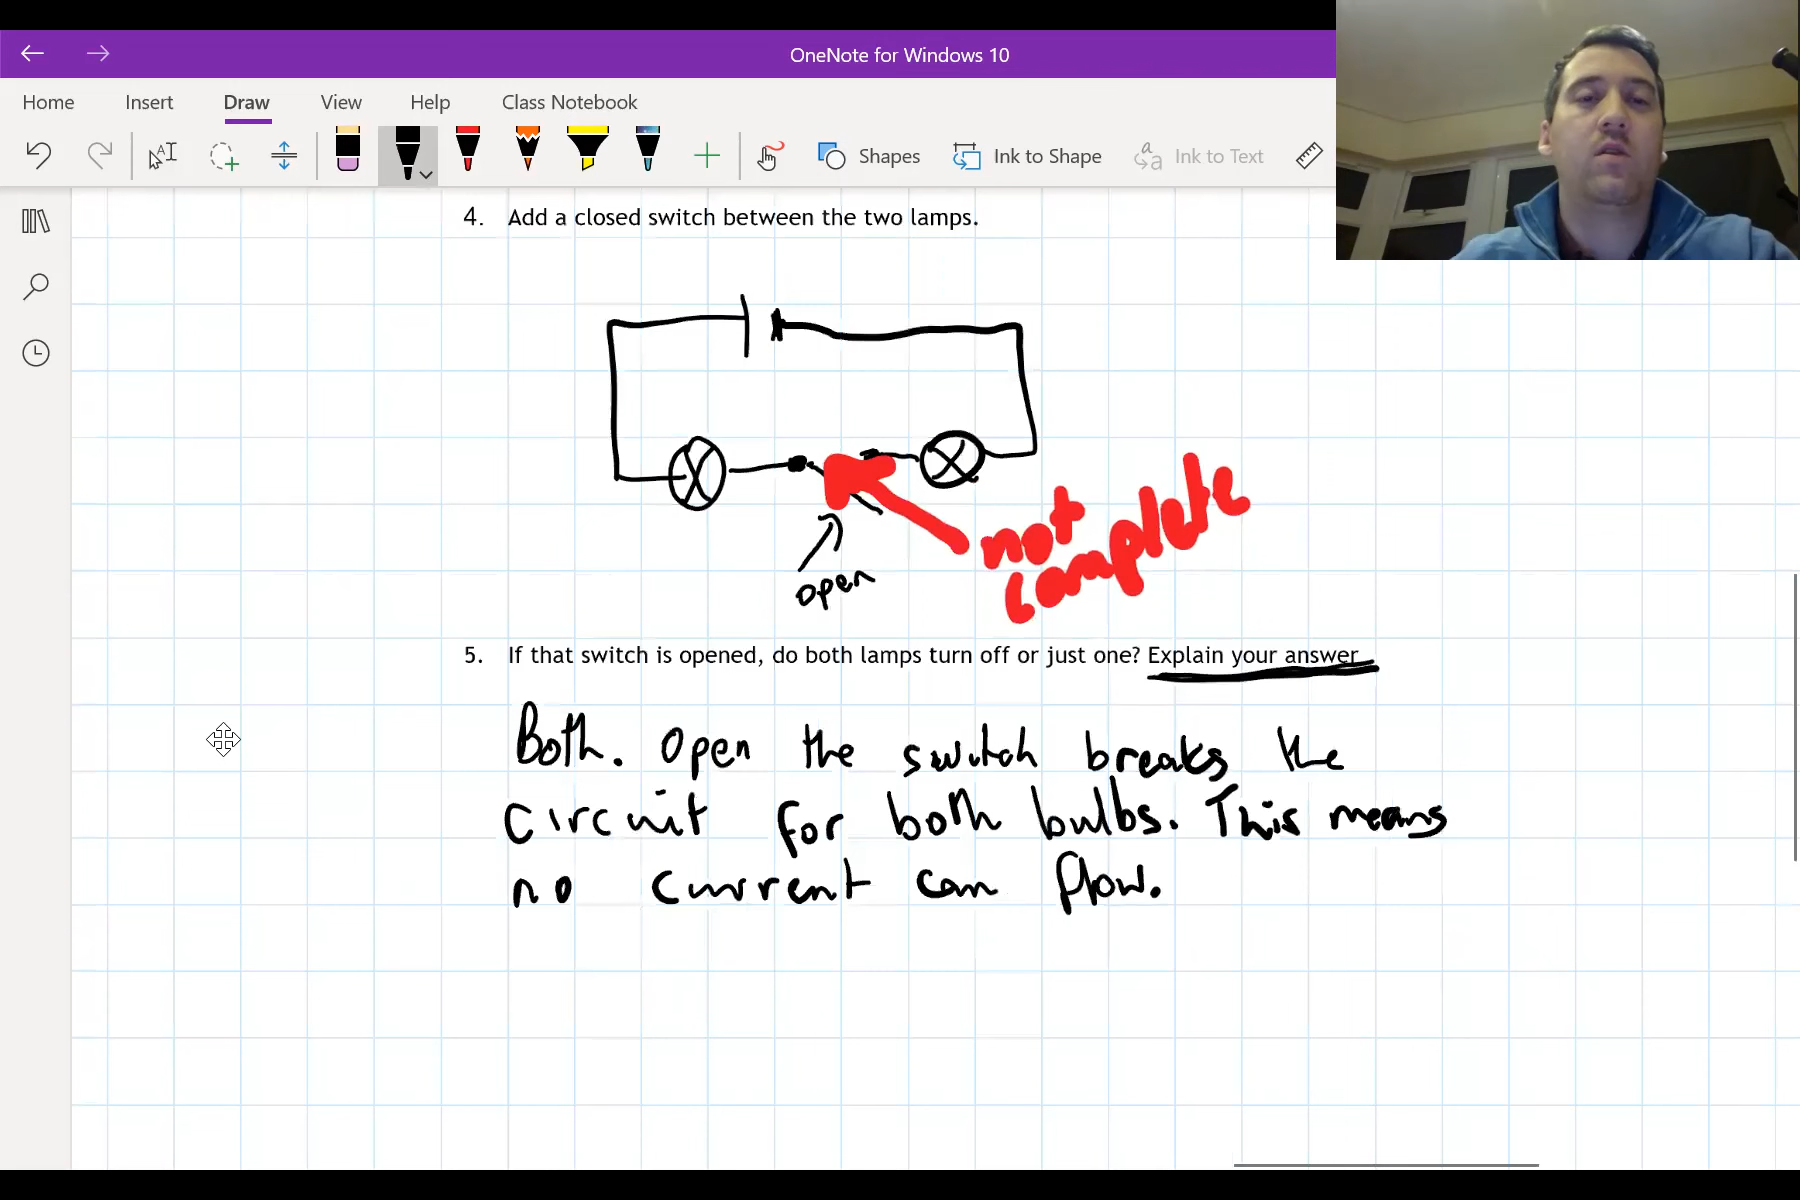 OneNote for Windows 10
Home Insert Draw View Help Class Notebook
Shapes Ink to Shape Ink to Text
4. Add a closed switch between the two lamps.
not
complete
open
5. If that switch is opened, do both lamps turn off or just one? Explain your answer
Both. Open the switch breaks the
circuit for both bulbs. This means
no current can flow.